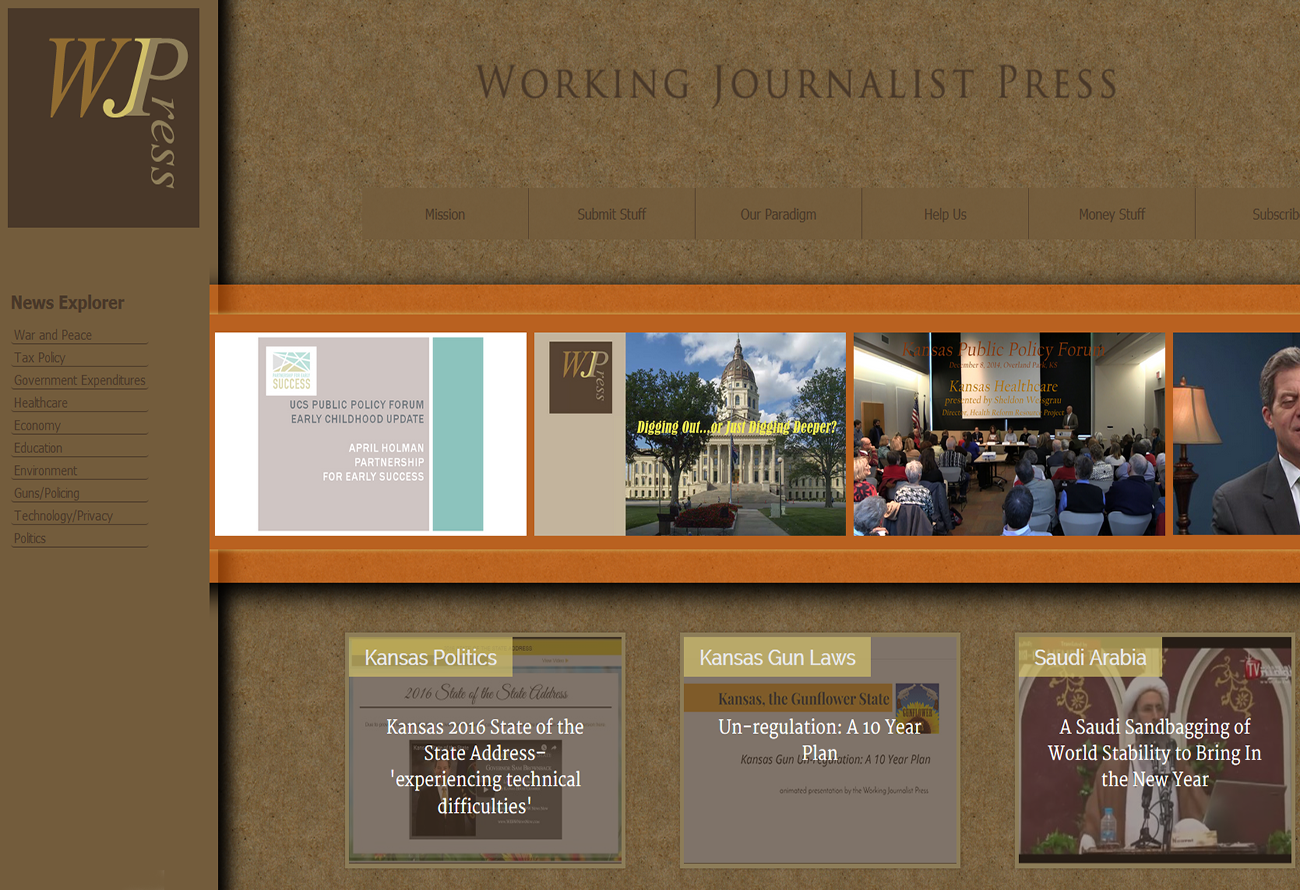 WJPress
WORKING JOURNALIST PRESS
Mission
Submit Stuff
Our Paradigm
Help Us
Money Stuff
Subscrib
News Explorer
War and Peace
Tax Policy
Government Expenditures
Healthcare
Economy
Education
Environment
Guns/Policing
Technology/Privacy
Politics
SUCCESS
UCS PUBLIC POLICY FORUM
EARLY CHILDHOOD UPDATE
APRIL HOLMAN
PARTNERSHIP
FOR EARLY SUCCESS
WJPress
Digging Out...or Just Digging Deeper?
Kansas Public Policy Forum
December 8, 2014, Overland Park, KS
Kansas Healthcare
presented by Sheldon Weisgrau
Director, Health Reform Resource Project
Kansas Politics
2016 State of the State Address
Kansas 2016 State of the
State Address-
'experiencing technical
difficulties'
Kansas Gun Laws
Kansas, the Gunflower State
GUNFLOWER
Un-regulation: A 10 Year
Plan
Kansas Gun Un-regulation: A 10 Year Plan
animated presentation by the Working Journalist Press
Saudi Arabia
TV
A Saudi Sandbagging of
World Stability to Bring In
the New Year